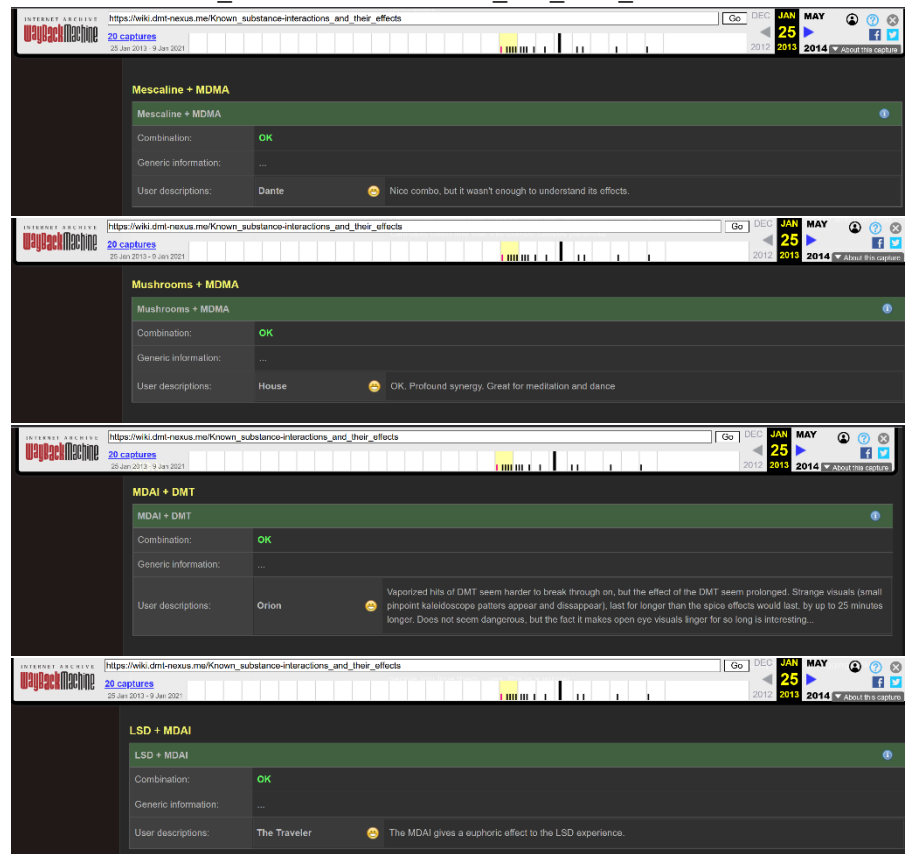 INTERNET ARCHIVE
WayBackMachine
https://wiki.dmt-nexus.me/Known_substance-interactions_and_their_effects
Go
DEC JAN MAY
20 captures
25
25 Jan 2013 - 9 Jan 2021
2012 2013 2014 ▼ About this capture
Mescaline + MDMA
Mescaline + MDMA
Combination: OK
Generic information: ...
User descriptions: Dante Nice combo, but it wasn't enough to understand its effects.
INTERNET ARCHIVE
WayBackMachine
https://wiki.dmt-nexus.me/Known_substance-interactions_and_their_effects
Go
DEC JAN MAY
20 captures
25
25 Jan 2013 - 9 Jan 2021
2012 2013 2014 ▼ About this capture
Mushrooms + MDMA
Mushrooms + MDMA
Combination: OK
Generic information: ...
User descriptions: House OK. Profound synergy. Great for meditation and dance
INTERNET ARCHIVE
WayBackMachine
https://wiki.dmt-nexus.me/Known_substance-interactions_and_their_effects
Go
DEC JAN MAY
20 captures
25
25 Jan 2013 - 9 Jan 2021
2012 2013 2014 ▼ About this capture
MDAI + DMT
MDAI + DMT
Combination: OK
Generic information: ...
Vaporized hits of DMT seem harder to break through on, but the effect of the DMT seem prolonged. Strange visuals (small
User descriptions: Orion pinpoint kaleidoscope patters appear and dissappear), last for longer than the spice effects would last, by up to 25 minutes
longer. Does not seem dangerous, but the fact it makes open eye visuals linger for so long is interesting...
INTERNET ARCHIVE
WayBackMachine
https://wiki.dmt-nexus.me/Known_substance-interactions_and_their_effects
Go
DEC JAN MAY
20 captures
25
25 Jan 2013 - 9 Jan 2021
2012 2013 2014 ▼ About this capture
LSD + MDAI
LSD + MDAI
Combination: OK
Generic information: ...
User descriptions: The Traveler The MDAI gives a euphoric effect to the LSD experience.